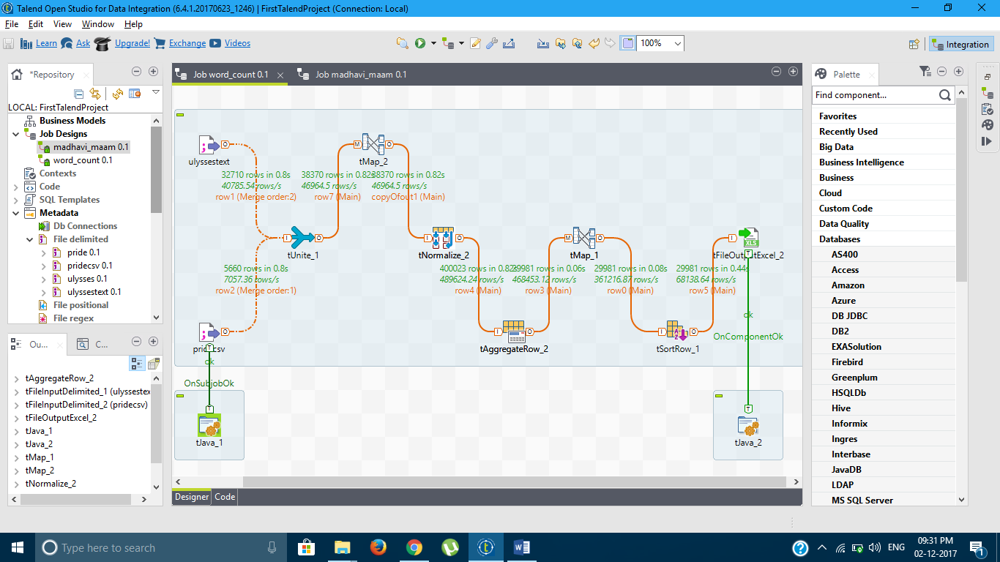 Talend Open Studio for Data Integration (6.4.1.20170623_1246) | FirstTalendProject (Connection: Local)
File Edit View Window Help
Learn Ask Upgrade! Exchange Videos 100% Integration
*Repository
LOCAL: FirstTalendProject
Business Models
Job Designs
madhavi_maam 0.1
word_count 0.1
Contexts
Code
SQL Templates
Metadata
Db Connections
File delimited
pride 0.1
pridecsv 0.1
ulysses 0.1
ulyssestext 0.1
File positional
File regex
Ou... C...
tAggregateRow_2
tFileInputDelimited_1 (ulyssestex
tFileInputDelimited_2 (pridecsv)
tFileOutputExcel_2
tJava_1
tJava_2
tMap_1
tMap_2
tNormalize_2
Job word_count 0.1 Job madhavi_maam 0.1
ulyssestext
tMap_2
32710 rows in 0.8s
40785.54 rows/s
row1 (Merge order:2)
38370 rows in 0.82s
46964.5 rows/s
row7 (Main)
38370 rows in 0.82s
46964.5 rows/s
copyOfout1 (Main)
tUnite_1
tNormalize_2
tMap_1
tFileOutputExcel_2
XLS
5660 rows in 0.8s
7057.36 rows/s
row2 (Merge order:1)
400023 rows in 0.82s
489624.24 rows/s
row4 (Main)
29981 rows in 0.06s
468453.12 rows/s
row3 (Main)
29981 rows in 0.08s
361216.87 rows/s
row0 (Main)
29981 rows in 0.44s
68138.64 rows/s
row5 (Main)
pridecsv
tAggregateRow_2
tSortRow_1
ok
OnComponentOk
ok
OnSubjobOk
tJava_1
tJava_2
Designer Code
Palette
Find component...
Favorites
Recently Used
Big Data
Business Intelligence
Business
Cloud
Custom Code
Data Quality
Databases
AS400
Access
Amazon
Azure
DB JDBC
DB2
EXASolution
Firebird
Greenplum
HSQLDb
Hive
Informix
Ingres
Interbase
JavaDB
LDAP
MS SQL Server
Type here to search
ENG
09:31 PM
02-12-2017
1